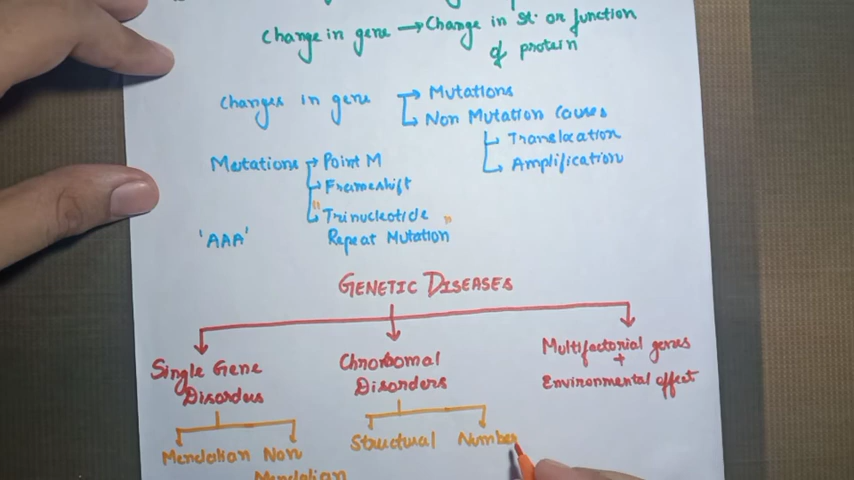 Change in gene → Change in st. or function
of protein
Changes in gene → Mutations
Non Mutation Causes
Translocation
Amplification
Mutations → Point M
Frameshift
"Trinucleotide"
Repeat Mutation
'AAA'
GENETIC DISEASES
Single Gene
Disorders
Chrosomal
Disorders
Multifactorial genes
+
Environmental effect
Mendelian
Non
Mendelian
Structural
Number